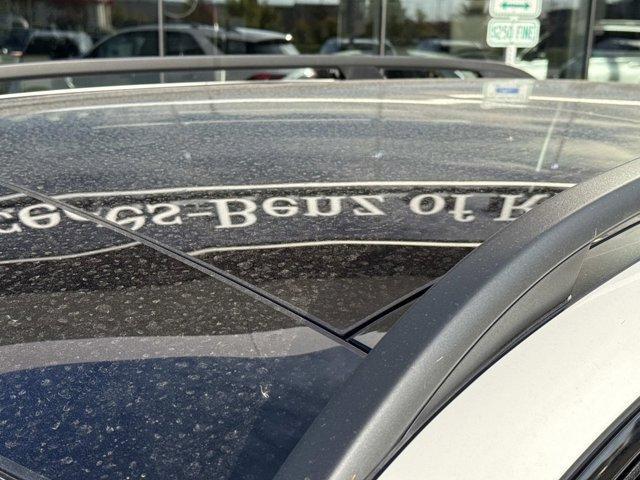 $250 FINE
cedes-Benz of R